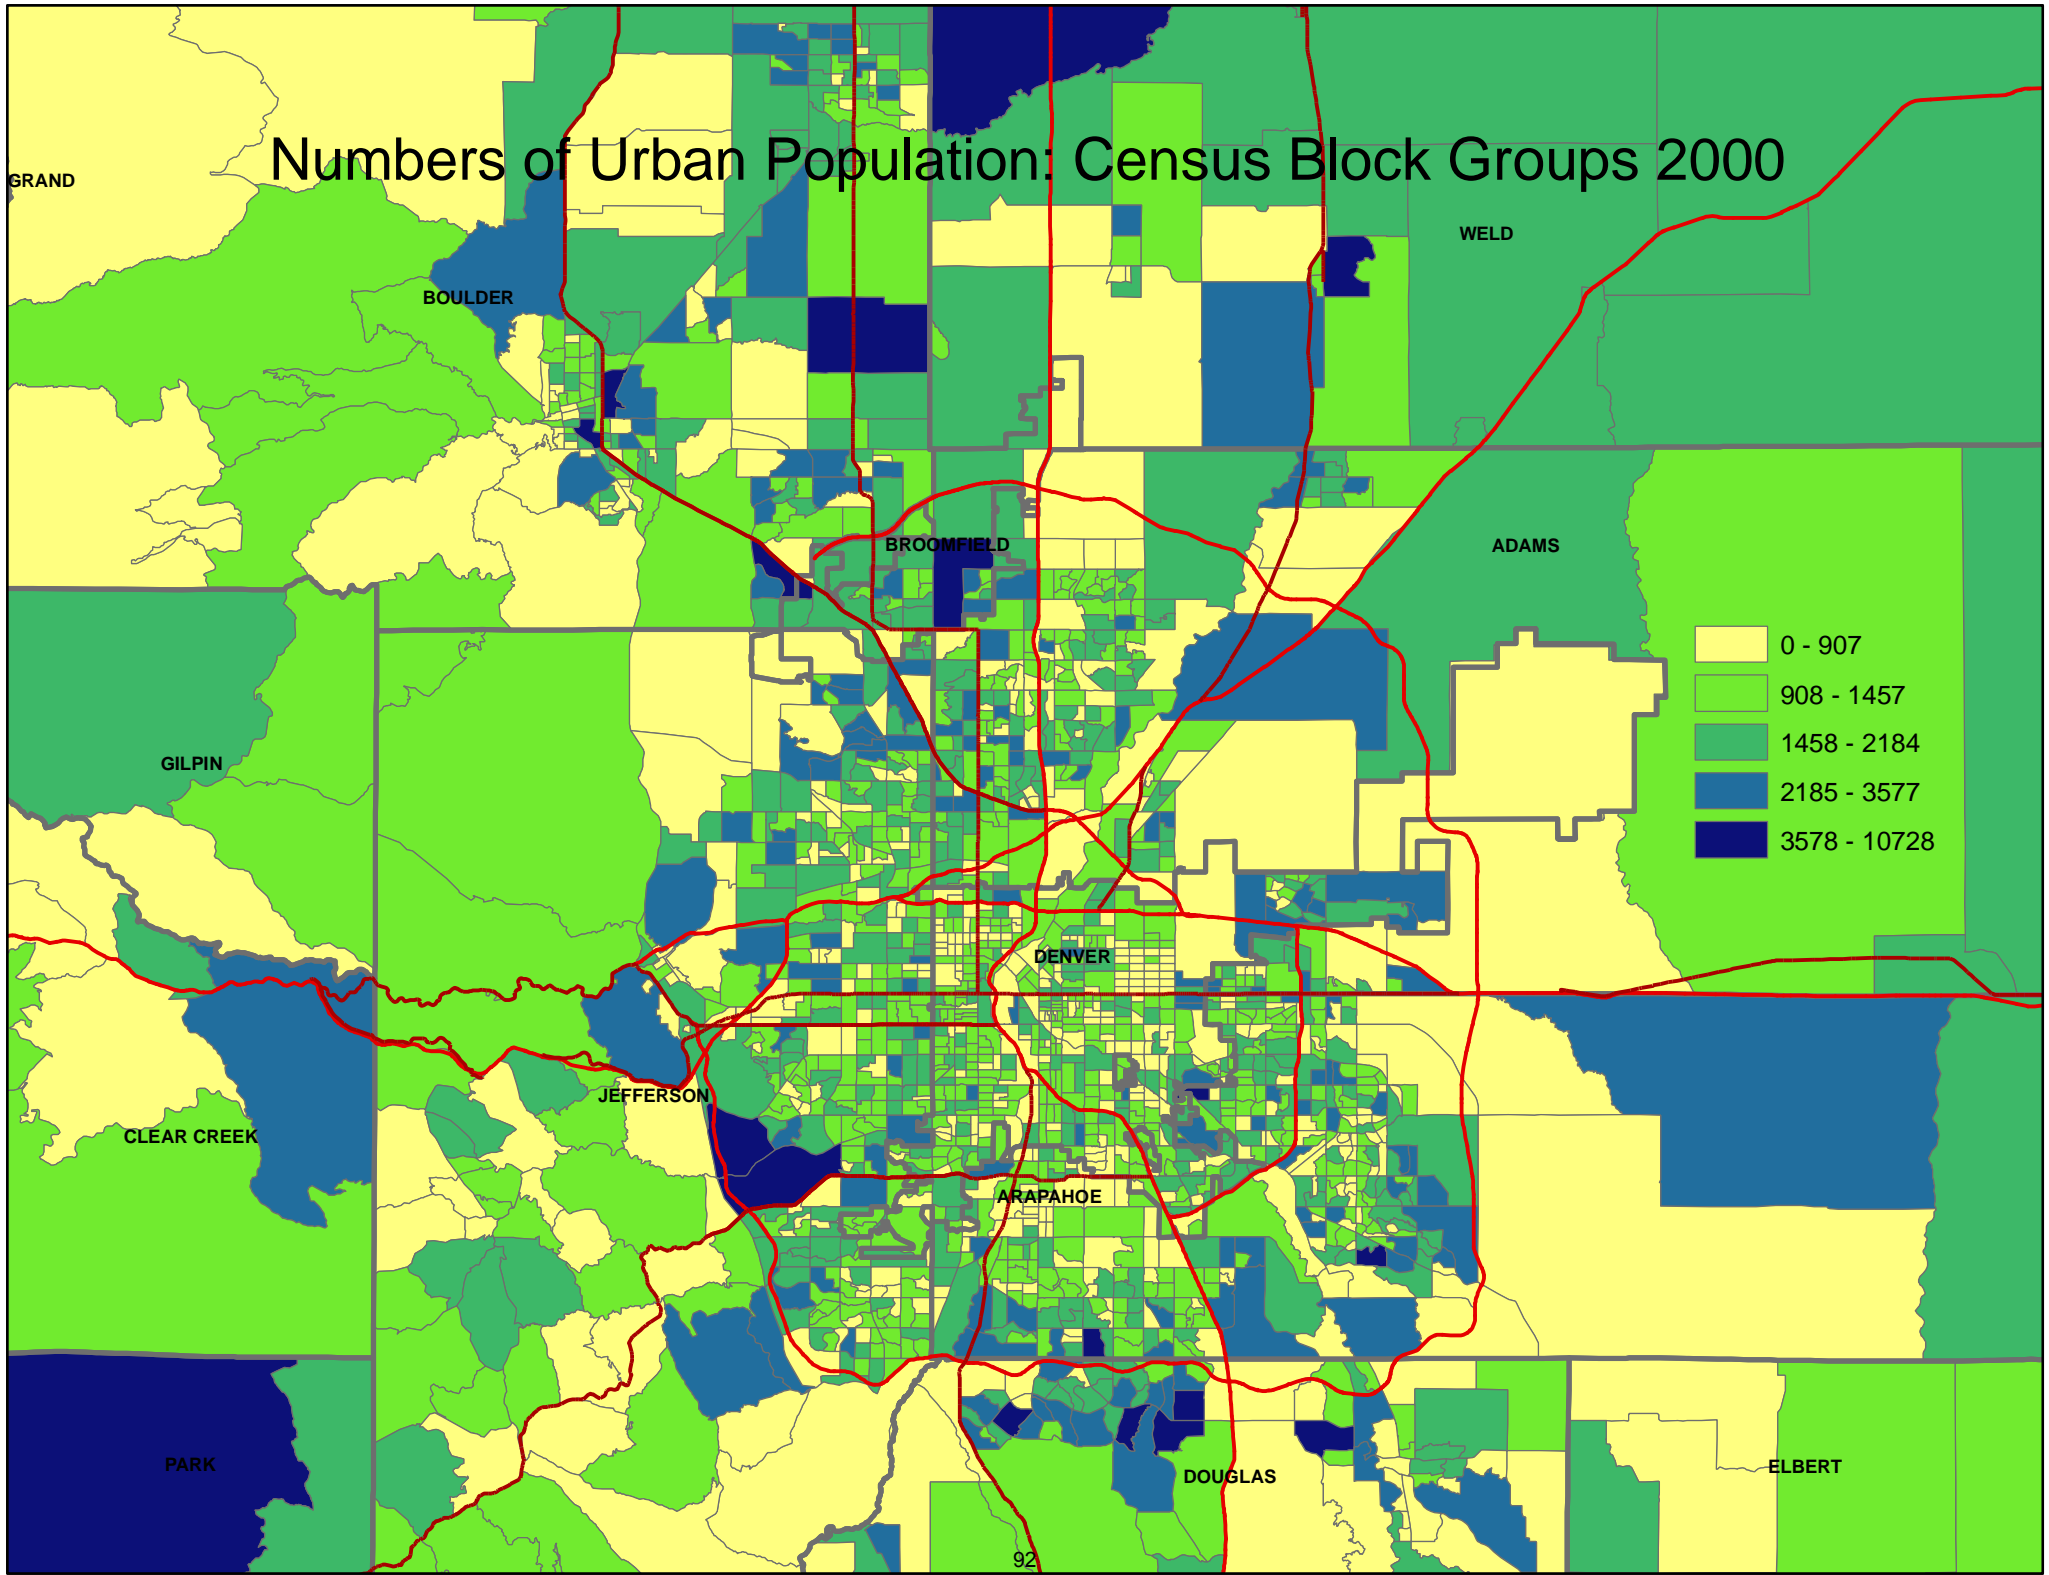 Numbers of Urban Population: Census Block Groups 2000
GRAND
WELD
BOULDER
BROOMFIELD
ADAMS
0 - 907
908 - 1457
1458 - 2184
2185 - 3577
3578 - 10728
GILPIN
DENVER
JEFFERSON
CLEAR CREEK
ARAPAHOE
PARK
DOUGLAS
ELBERT
92